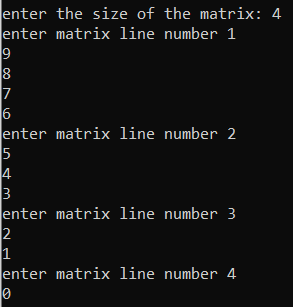 enter the size of the matrix: 4
enter matrix line number 1
9
8
7
6
enter matrix line number 2
5
4
3
enter matrix line number 3
2
1
enter matrix line number 4
0